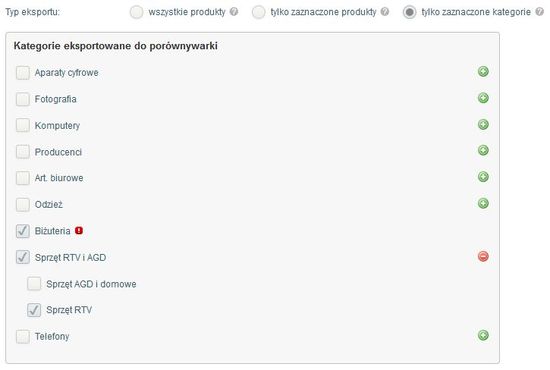 Typ eksportu: wszystkie produkty ? tylko zaznaczone produkty ? tylko zaznaczone kategorie ?
Kategorie eksportowane do porównywarki
Aparaty cyfrowe
Fotografia
Komputery
Producenci
Art. biurowe
Odzież
Biżuteria !
Sprzęt RTV i AGD
Sprzęt AGD i domowe
Sprzęt RTV
Telefony